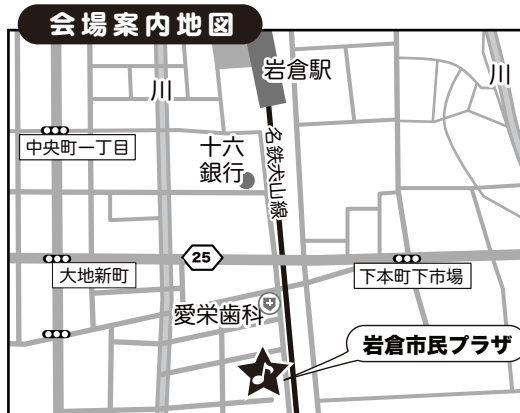 会場案内地図
川
岩倉駅
川
中央町一丁目
十六
銀行
名鉄犬山線
25
大地新町
下本町下市場
愛栄歯科
岩倉市民プラザ